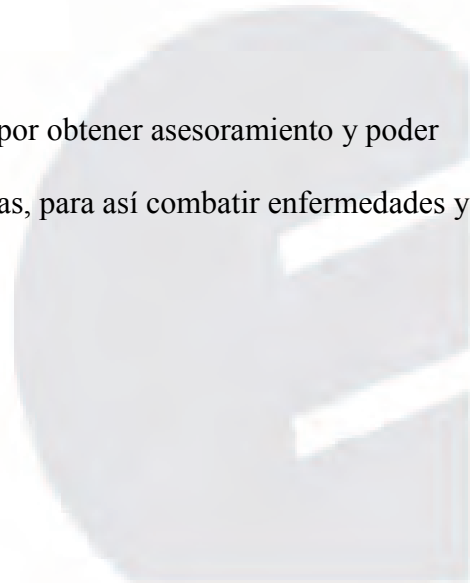 por obtener asesoramiento y poder
as, para así combatir enfermedades y